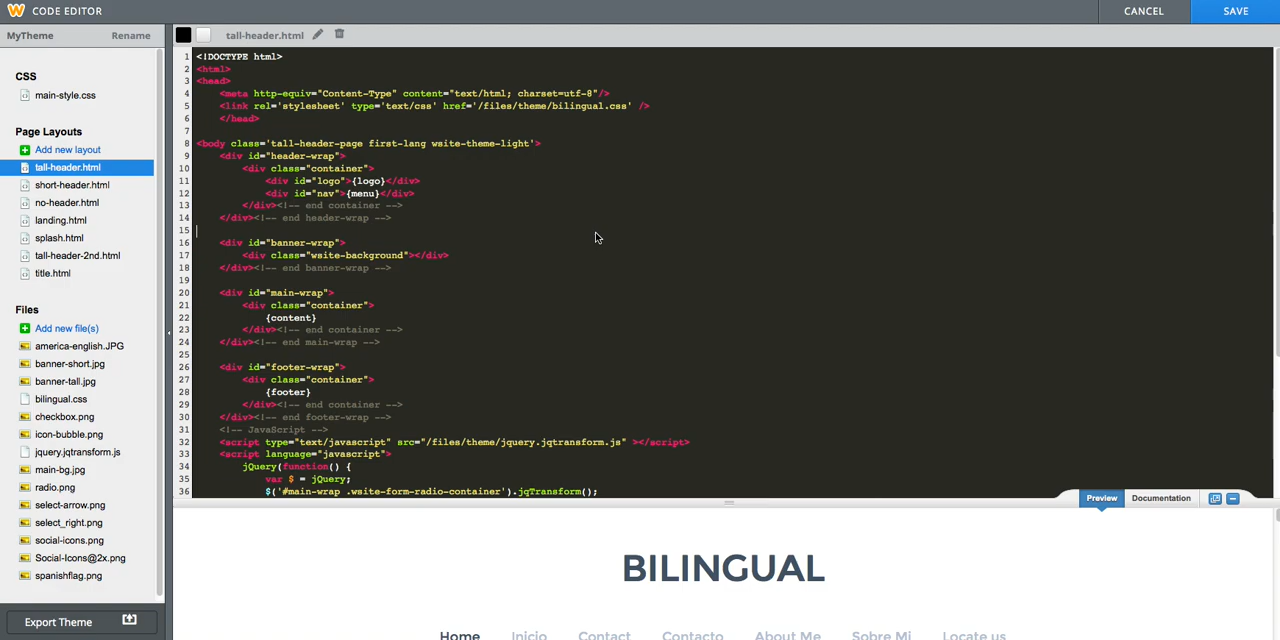 CODE EDITOR
CANCEL
SAVE
MyTheme
Rename
tall-header.html
CSS
main-style.css
Page Layouts
Add new layout
tall-header.html
short-header.html
no-header.html
landing.html
splash.html
tall-header-2nd.html
title.html
Files
Add new file(s)
america-english.JPG
banner-short.jpg
banner-tall.jpg
bilingual.css
checkbox.png
icon-bubble.png
jquery.jqtransform.js
main-bg.jpg
radio.png
select-arrow.png
select_right.png
social-icons.png
Social-Icons@2x.png
spanishflag.png
Export Theme
1 <!DOCTYPE html>
2 <html>
3 <head>
4 <meta http-equiv="Content-Type" content="text/html; charset=utf-8"/>
5 <link rel='stylesheet' type='text/css' href='/files/theme/bilingual.css' />
6 </head>
7
8 <body class='tall-header-page first-lang wsite-theme-light'>
9 <div id="header-wrap">
10 <div class="container">
11 <div id="logo">{logo}</div>
12 <div id="nav">{menu}</div>
13 </div><!-- end container -->
14 </div><!-- end header-wrap -->
15
16 <div id="banner-wrap">
17 <div class="wsite-background"></div>
18 </div><!-- end banner-wrap -->
19
20 <div id="main-wrap">
21 <div class="container">
22 {content}
23 </div><!-- end container -->
24 </div><!-- end main-wrap -->
25
26 <div id="footer-wrap">
27 <div class="container">
28 {footer}
29 </div><!-- end container -->
30 </div><!-- end footer-wrap -->
31 <!-- JavaScript -->
32 <script type="text/javascript" src="/files/theme/jquery.jqtransform.js" ></script>
33 <script language="javascript">
34 jQuery(function() {
35 var $ = jQuery;
36 $('#main-wrap .wsite-form-radio-container').jqTransform();
Preview
Documentation
BILINGUAL
Home Inicio Contact Contacto About Me Sobre Mi Locate us